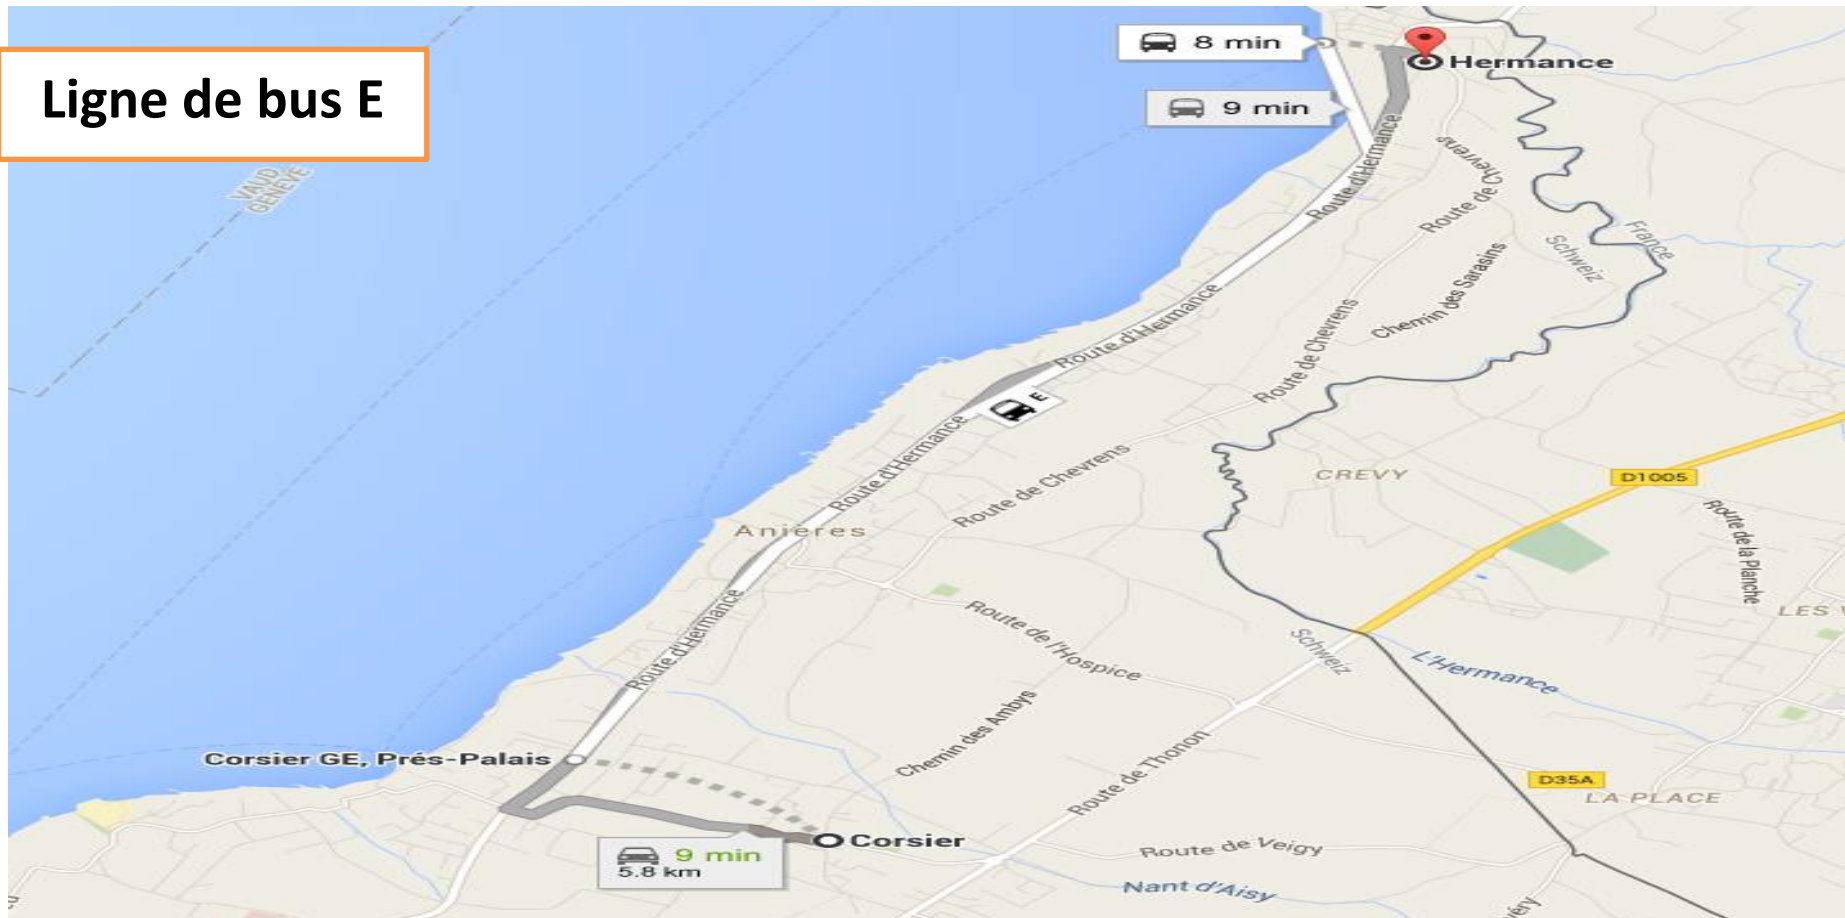 Ligne de bus E
8 min
Hermance
9 min
VAUD
GENÈVE
Route d'Hermance
Route de Chevrens
Chevrens
France
Schweiz
Chemin des Sarasins
Route d'Hermance
Route de Chevrens
E
Route d'Hermance
Route de Chevrens
CREVY
D1005
Route de la Planche
Anières
Route d'Hermance
Route de l'Hospice
LES
Schweiz
L'Hermance
Chemin des Ambys
Route de Thonon
Corsier GE, Prés-Palais
D35A
LA PLACE
Corsier
9 min
5.8 km
Route de Veigy
Nant d'Aisy